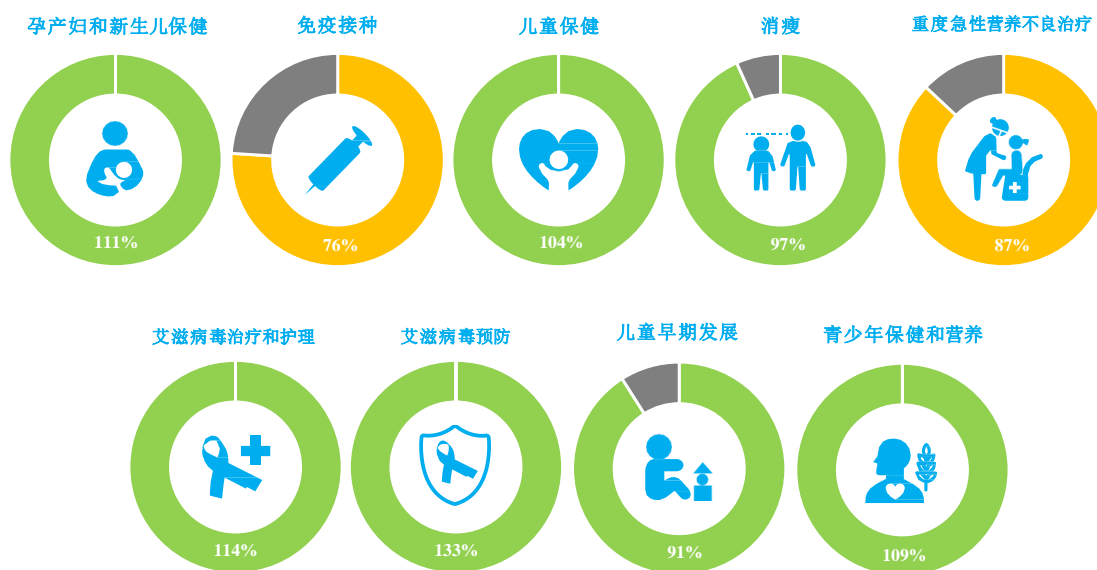 孕产妇和新生儿保健
免疫接种
儿童保健
消瘦
重度急性营养不良治疗
111%
76%
104%
97%
87%
艾滋病毒治疗和护理
艾滋病毒预防
儿童早期发展
青少年保健和营养
114%
133%
91%
109%